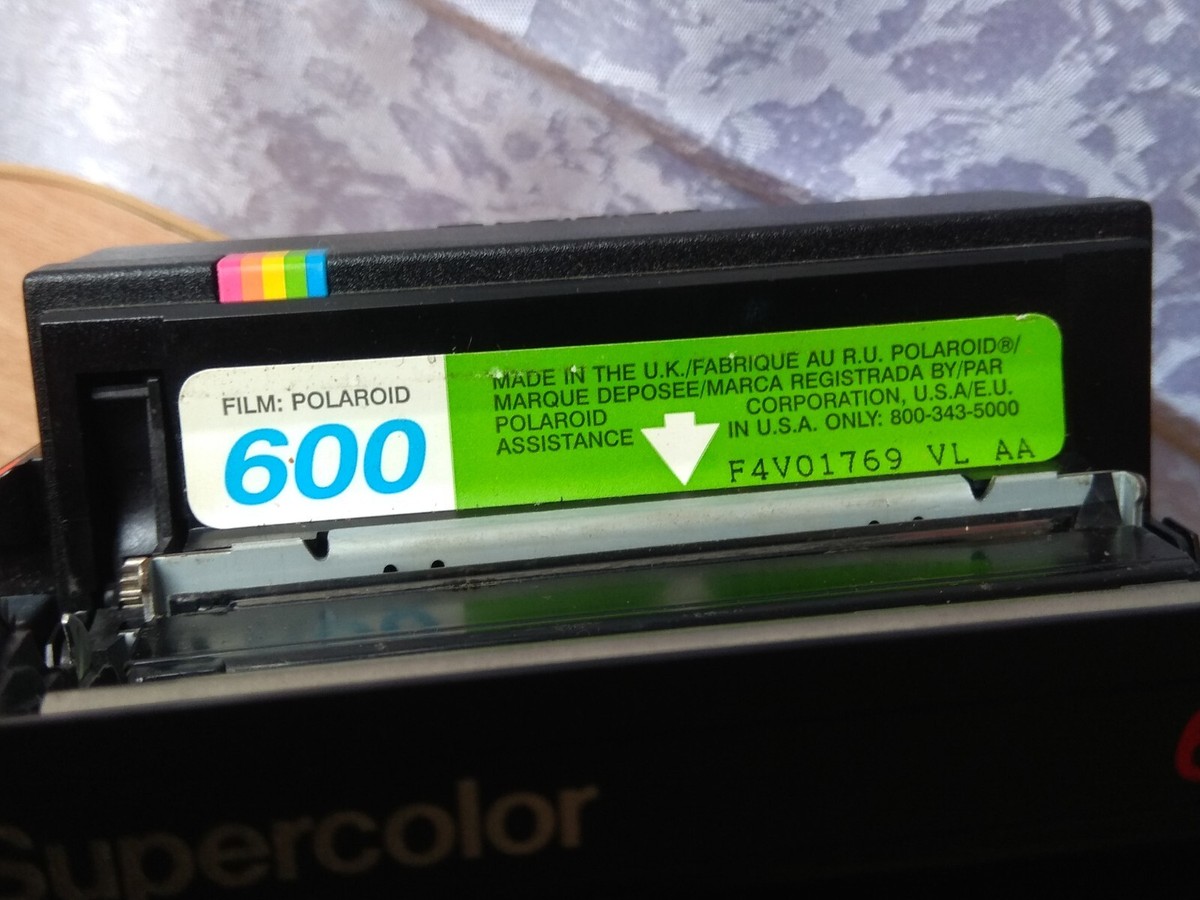 FILM: POLAROID
600
MADE IN THE U.K./FABRIQUE AU R.U. POLAROID®/
MARQUE DEPOSEE/MARCA REGISTRADA BY/PAR
POLAROID CORPORATION, U.S.A/E.U.
ASSISTANCE IN U.S.A. ONLY: 800-343-5000
F4V01769 VL AA
Supercolor